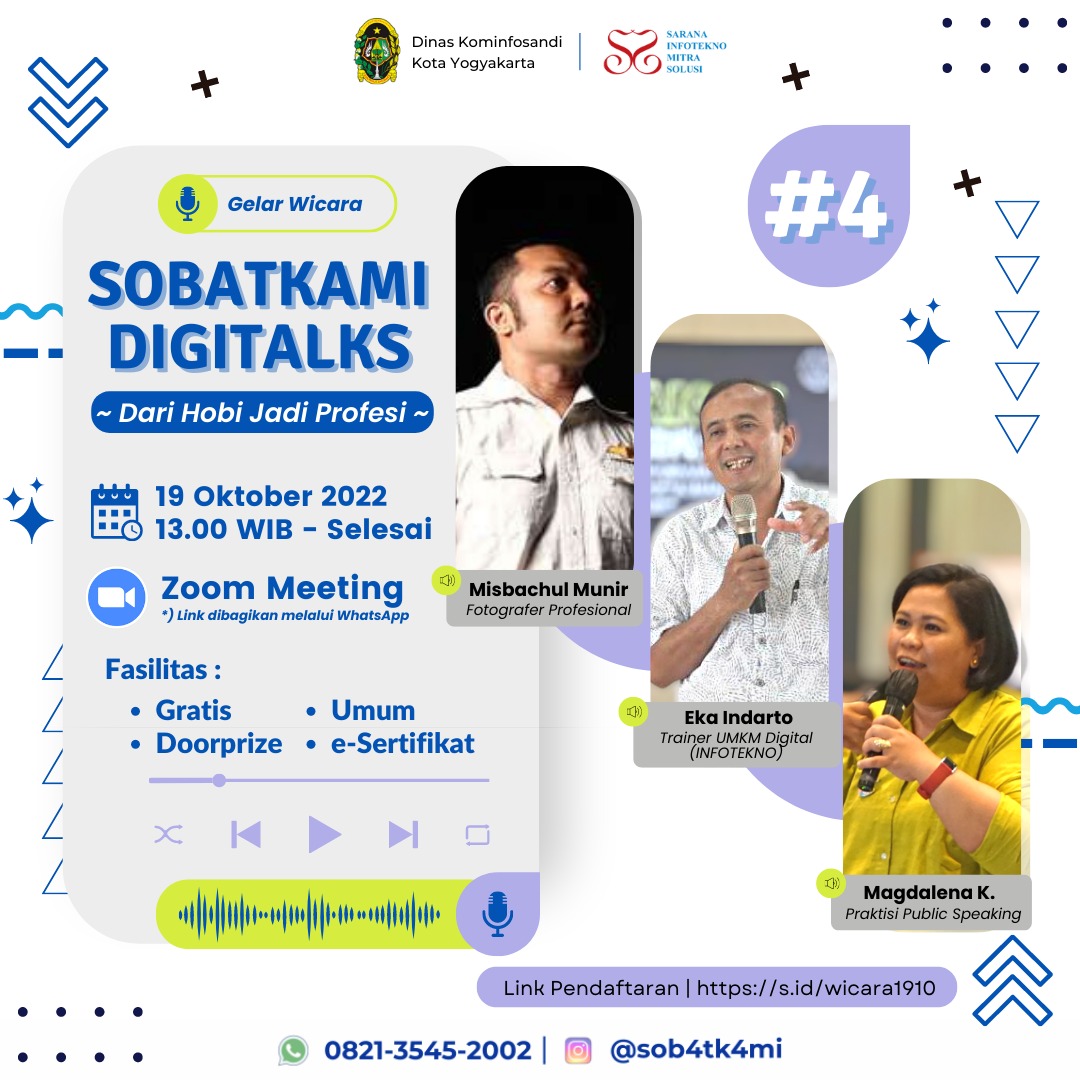 Dinas Kominfosandi
Kota Yogyakarta
SARANA
INFOTEKNO
MITRA
SOLUSI
#4
Gelar Wicara
SOBATKAMI
DIGITALKS
~ Dari Hobi Jadi Profesi ~
19 Oktober 2022
13.00 WIB - Selesai
Zoom Meeting
*) Link dibagikan melalui WhatsApp
Fasilitas :
• Gratis
• Doorprize
• Umum
• e-Sertifikat
Misbachul Munir
Fotografer Profesional
Eka Indarto
Trainer UMKM Digital
(INFOTEKNO)
Magdalena K.
Praktisi Public Speaking
Link Pendaftaran | https://s.id/wicara1910
0821-3545-2002 | @sob4tk4mi